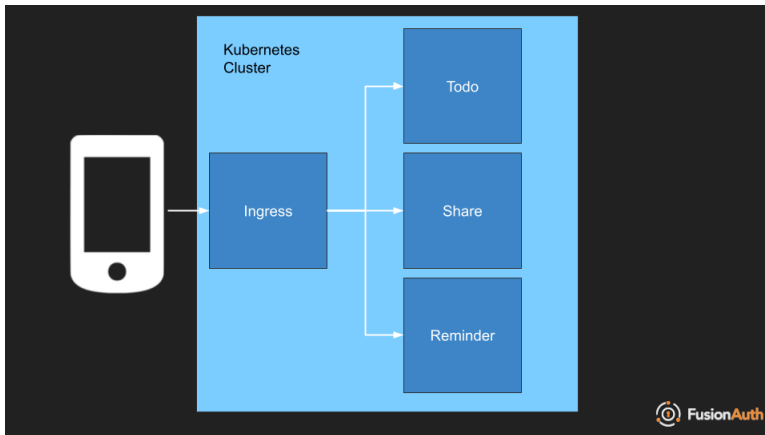 Kubernetes
Cluster
Todo
Ingress
Share
Reminder
FusionAuth